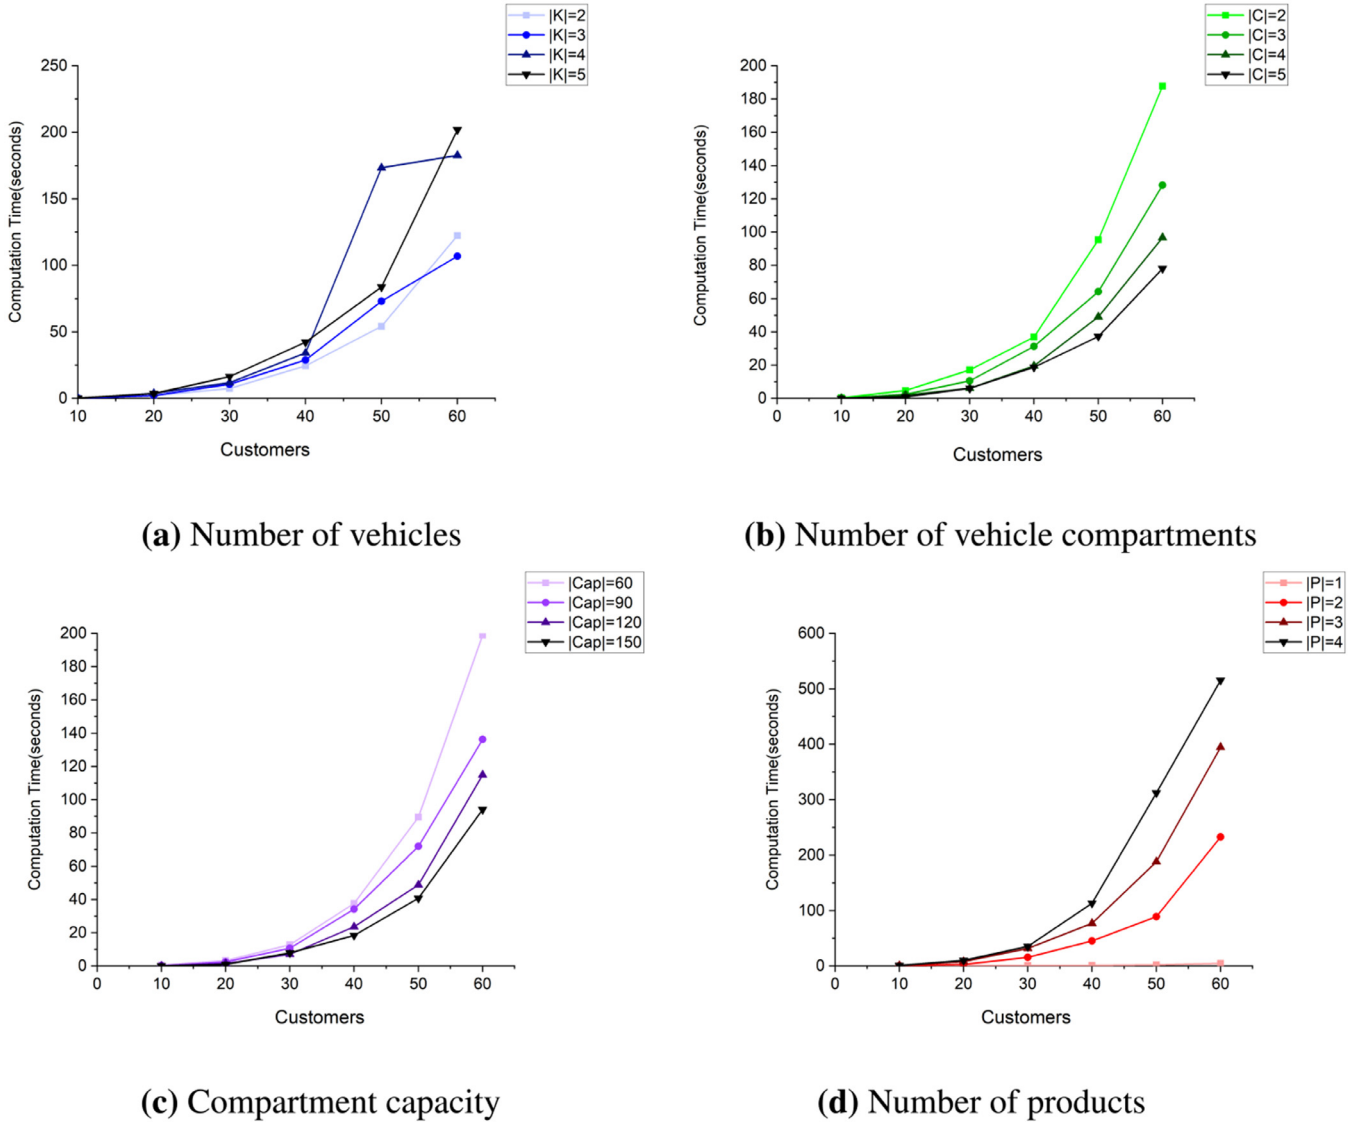 |K|=2
|K|=3
|K|=4
|K|=5
250
200
150
100
50
0
Computation Time(seconds)
10 20 30 40 50 60
Customers
(a) Number of vehicles
|C|=2
|C|=3
|C|=4
|C|=5
200
180
160
140
120
100
80
60
40
20
0
Computation Time(seconds)
0 10 20 30 40 50 60
Customers
(b) Number of vehicle compartments
|Cap|=60
|Cap|=90
|Cap|=120
|Cap|=150
200
180
160
140
120
100
80
60
40
20
0
Computation Time(seconds)
0 10 20 30 40 50 60
Customers
(c) Compartment capacity
|P|=1
|P|=2
|P|=3
|P|=4
600
500
400
300
200
100
0
Computation Time(seconds)
0 10 20 30 40 50 60
Customers
(d) Number of products